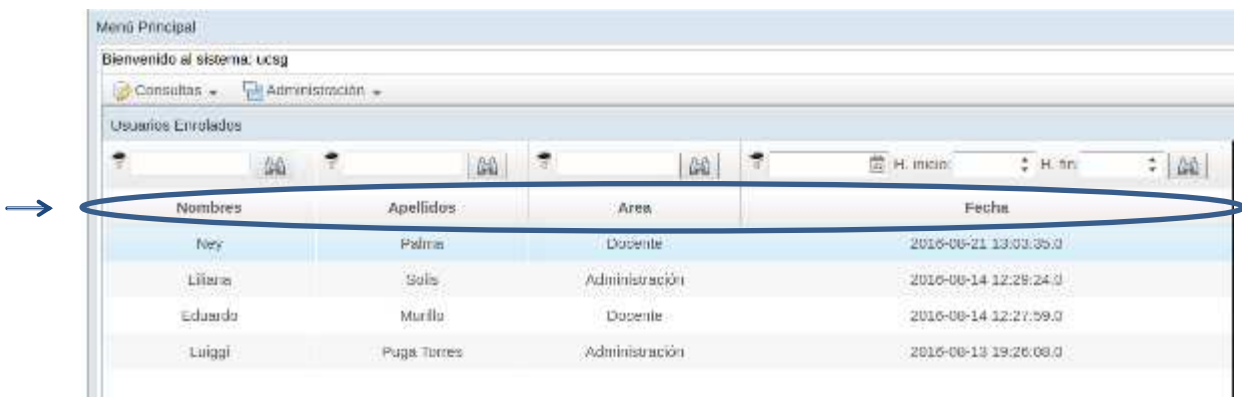 Menú Principal
Bienvenido al sistema: ucsg
Consultas Administración
Usuarios Enrolados
H. inicio: H. fin:
Nombres Apellidos Area Fecha
Ney Palma Docente 2016-08-21 13:03:35.0
Liliana Solis Administración 2016-08-14 12:29:24.0
Eduardo Murillo Docente 2016-08-14 12:27:59.0
Luiggi Puga Torres Administración 2016-08-13 19:26:08.0